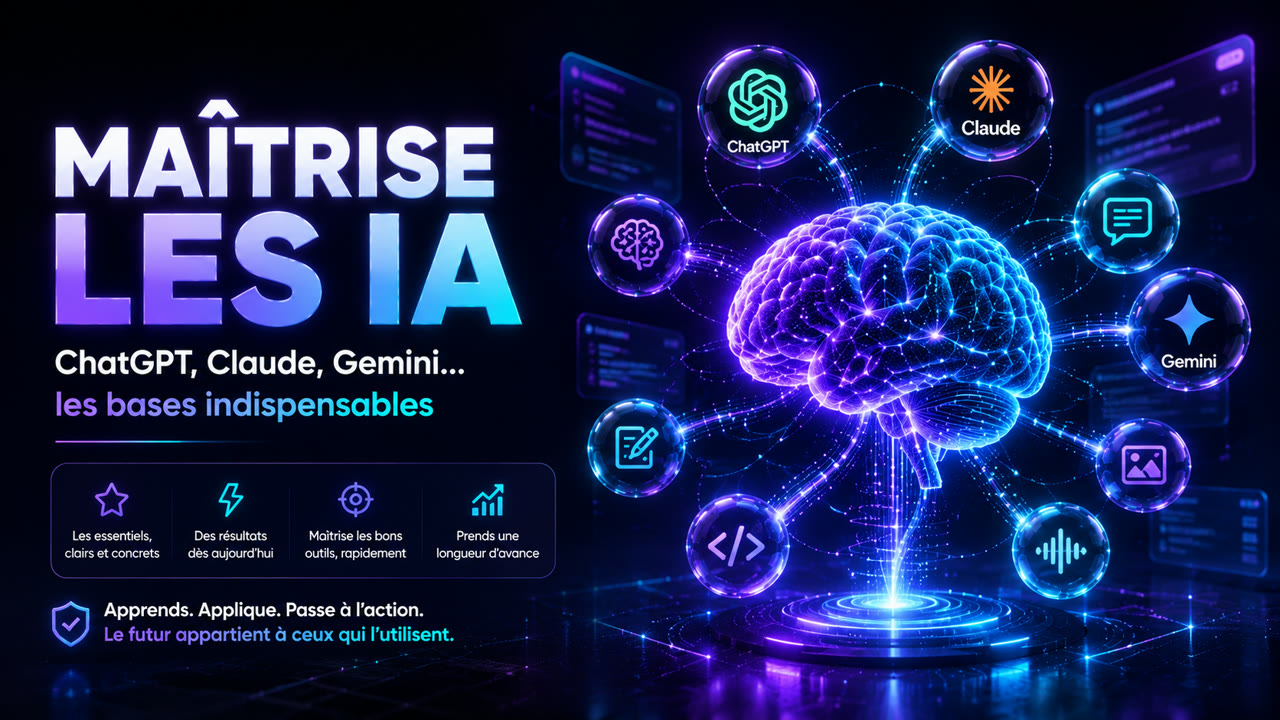 MAÎTRISE
LES IA
ChatGPT, Claude, Gemini...
les bases indispensables
Les essentiels,
clairs et concrets
Des résultats
dès aujourd'hui
Maîtrise les bons
outils, rapidement
Prends une
longueur d'avance
Apprends. Applique. Passe à l'action.
Le futur appartient à ceux qui l'utilisent.
ChatGPT
Claude
Gemini